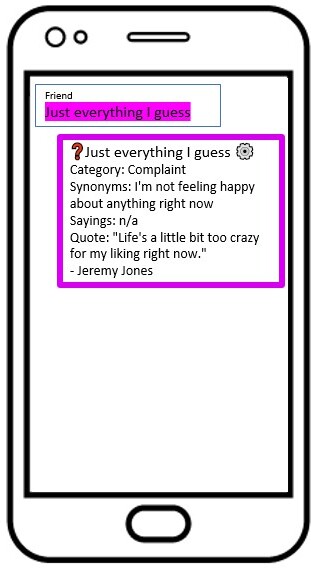 Friend
Just everything I guess
❓Just everything I guess ⚙
Category: Complaint
Synonyms: I'm not feeling happy
about anything right now
Sayings: n/a
Quote: "Life's a little bit too crazy
for my liking right now."
- Jeremy Jones